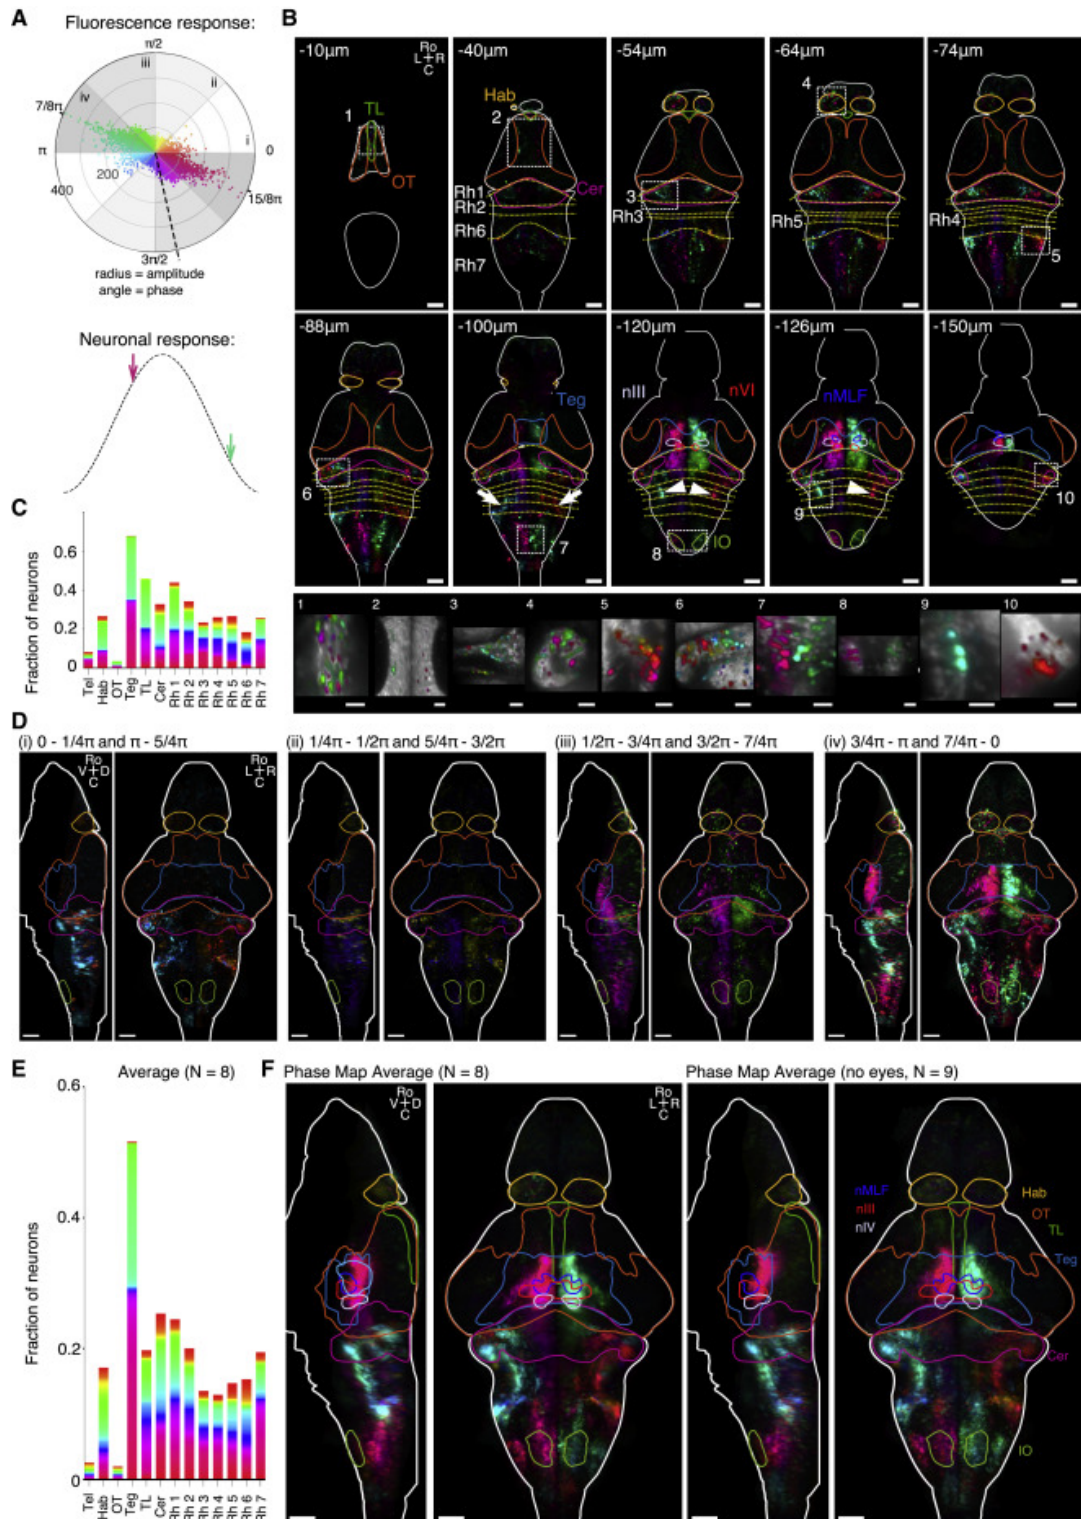 A
Fluorescence response:
π/2
iii
ii
iv
i
7/8π
π
0
200
400
15/8π
3π/2
radius = amplitude
angle = phase
Neuronal response:
B
-10μm
Ro
L+R
C
-40μm
-54μm
-64μm
-74μm
1
TL
OT
Hab
2
Cer
Rh1
Rh2
Rh6
Rh7
3
Rh3
4
Rh5
Rh4
5
-88μm
-100μm
-120μm
-126μm
-150μm
6
Teg
7
nIII
nVI
8
IO
nMLF
9
10
1
2
3
4
5
6
7
8
9
10
C
Fraction of neurons
0.6
0.4
0.2
0
Tel
Hab
OT
Teg
TL
Cer
Rh 1
Rh 2
Rh 3
Rh 4
Rh 5
Rh 6
Rh 7
D
(i) 0 - 1/4π and π - 5/4π
(ii) 1/4π - 1/2π and 5/4π - 3/2π
(iii) 1/2π - 3/4π and 3/2π - 7/4π
(iv) 3/4π - π and 7/4π - 0
Ro
V+D
C
Ro
L+R
C
E
Average (N = 8)
Fraction of neurons
0.6
0.4
0.2
0
Tel
Hab
OT
Teg
TL
Cer
Rh 1
Rh 2
Rh 3
Rh 4
Rh 5
Rh 6
Rh 7
F
Phase Map Average (N = 8)
Phase Map Average (no eyes, N = 9)
Ro
V+D
C
Ro
L+R
C
nMLF
nIII
nIV
Hab
OT
TL
Teg
Cer
IO